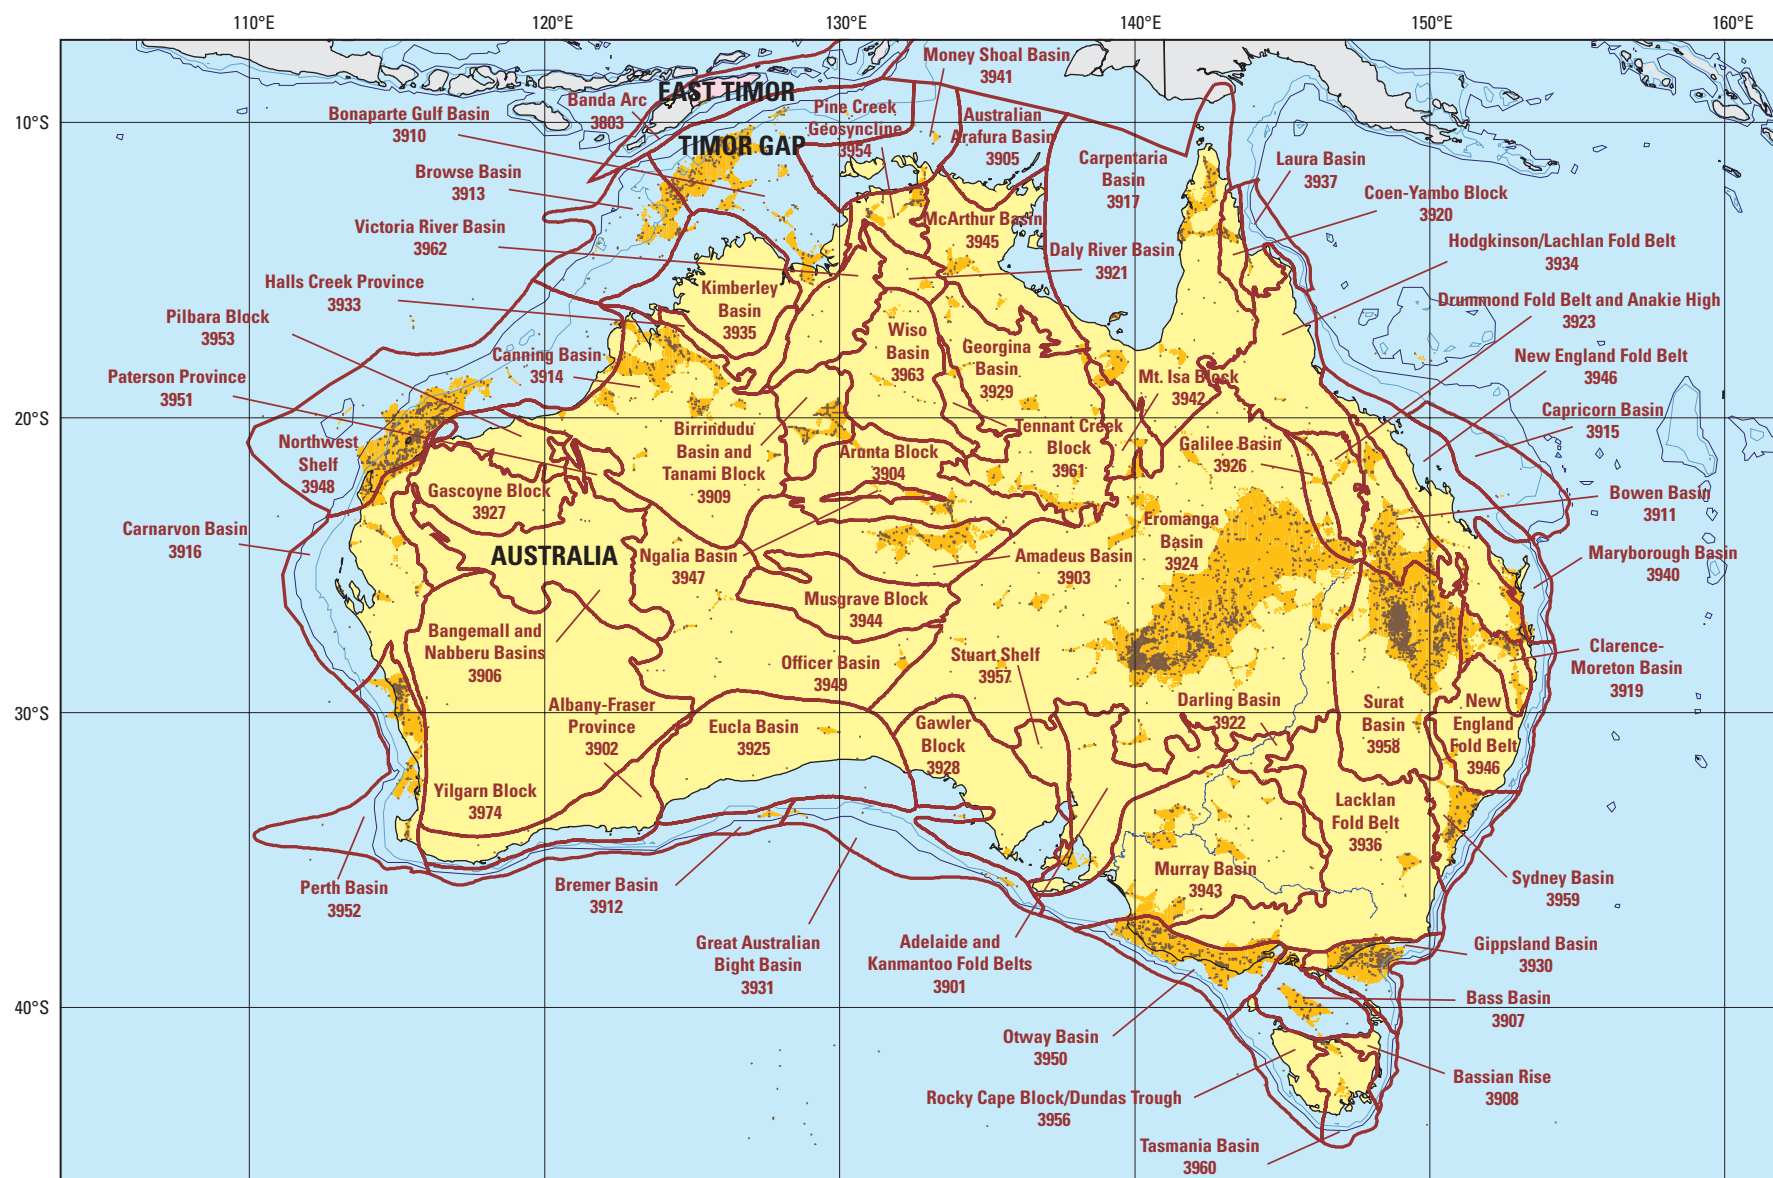 110°E
120°E
130°E
140°E
150°E
160°E
10°S
20°S
30°S
40°S
EAST TIMOR
TIMOR GAP
AUSTRALIA
Money Shoal Basin
3941
Banda Arc
3803
Pine Creek
Geosyncline
3954
Australian
Arafura Basin
3905
Bonaparte Gulf Basin
3910
Browse Basin
3913
Victoria River Basin
3962
Halls Creek Province
3933
Pilbara Block
3953
Paterson Province
3951
Carpentaria
Basin
3917
Laura Basin
3937
Coen-Yambo Block
3920
Hodgkinson/Lachlan Fold Belt
3934
Drummond Fold Belt and Anakie High
3923
New England Fold Belt
3946
Capricorn Basin
3915
McArthur Basin
3945
Daly River Basin
3921
Kimberley
Basin
3935
Wiso
Basin
3963
Georgina
Basin
3929
Canning Basin
3914
Mt. Isa Block
3942
Northwest
Shelf
3948
Birrindudu
Basin and
Tanami Block
3909
Arunta Block
3904
Tennant Creek
Block
3961
Galilee Basin
3926
Gascoyne Block
3927
Bowen Basin
3911
Carnarvon Basin
3916
Ngalia Basin
3947
Amadeus Basin
3903
Eromanga
Basin
3924
Maryborough Basin
3940
Musgrave Block
3944
Bangemall and
Nabberu Basins
3906
Officer Basin
3949
Stuart Shelf
3957
Clarence-
Moreton Basin
3919
Albany-Fraser
Province
3902
Eucla Basin
3925
Gawler
Block
3928
Darling Basin
3922
Surat
Basin
3958
New
England
Fold Belt
3946
Yilgarn Block
3974
Lacklan
Fold Belt
3936
Murray Basin
3943
Sydney Basin
3959
Perth Basin
3952
Bremer Basin
3912
Great Australian
Bight Basin
3931
Adelaide and
Kanmantoo Fold Belts
3901
Gippsland Basin
3930
Bass Basin
3907
Otway Basin
3950
Bassian Rise
3908
Rocky Cape Block/Dundas Trough
3956
Tasmania Basin
3960